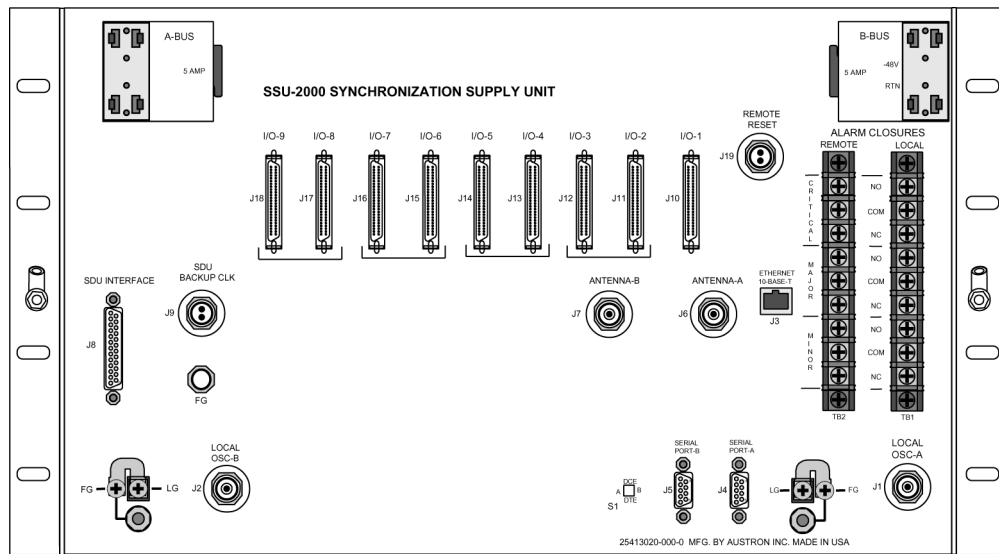 A-BUS
5 AMP
B-BUS
-48V
5 AMP
RTN
SSU-2000 SYNCHRONIZATION SUPPLY UNIT
REMOTE
RESET
J19
ALARM CLOSURES
REMOTE
LOCAL
I/O-9
I/O-8
I/O-7
I/O-6
I/O-5
I/O-4
I/O-3
I/O-2
I/O-1
J18
J17
J16
J15
J14
J13
J12
J11
J10
CRITICAL
NO
COM
NC
MAJOR
NO
COM
NC
MINOR
NO
COM
NC
TB2
TB1
SDU INTERFACE
J8
SDU
BACKUP CLK
J9
FG
ANTENNA-B
J7
ANTENNA-A
J6
ETHERNET
10-BASE-T
J3
FG
LG
LOCAL
OSC-B
J2
DCE
A
B
DTE
S1
SERIAL
PORT-B
J5
SERIAL
PORT-A
J4
LG
FG
LOCAL
OSC-A
J1
25413020-000-0 MFG. BY AUSTRON INC. MADE IN USA